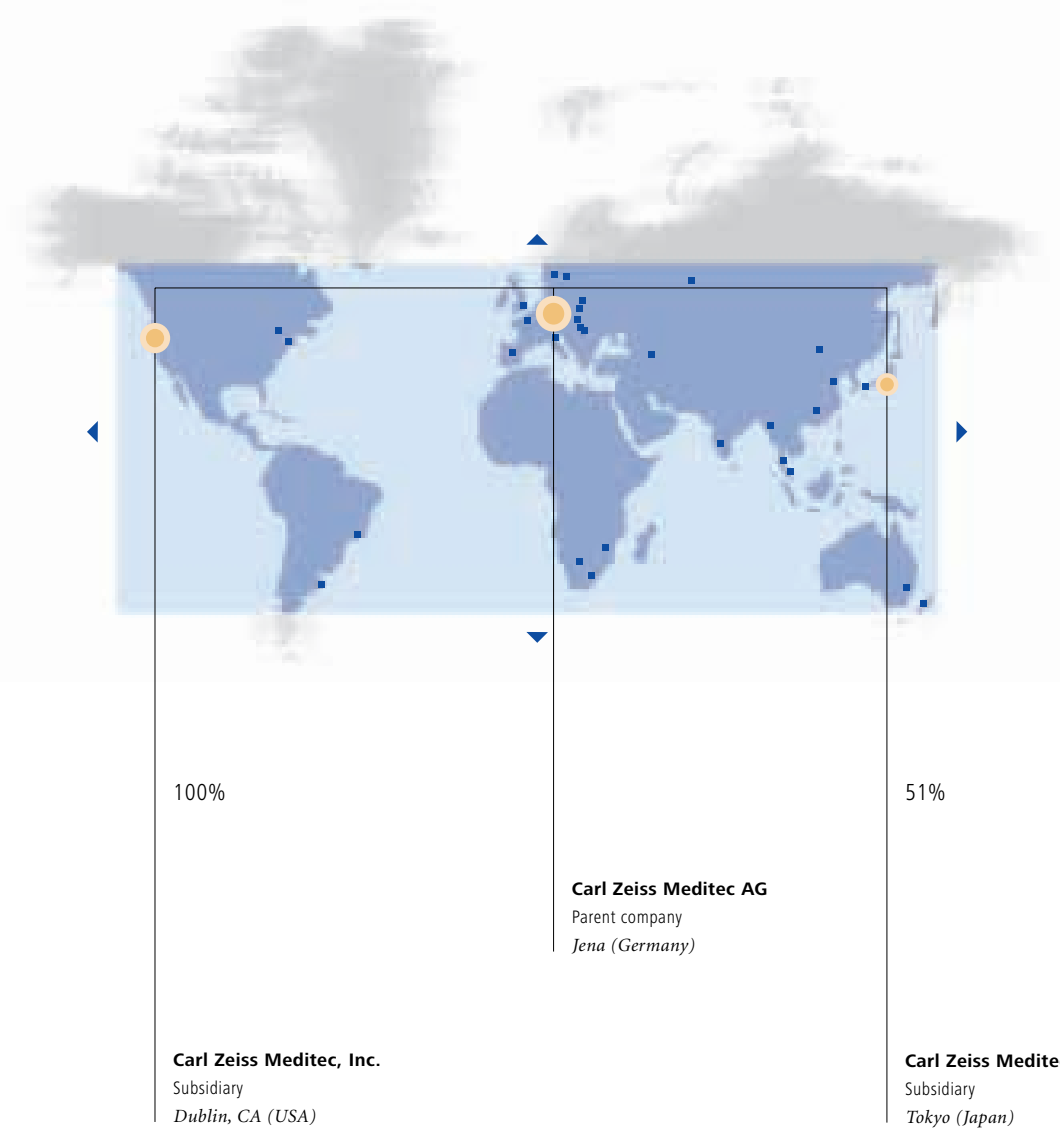 100%
51%
Carl Zeiss Meditec AG
Parent company
Jena (Germany)
Carl Zeiss Meditec, Inc.
Subsidiary
Dublin, CA (USA)
Carl Zeiss Medite
Subsidiary
Tokyo (Japan)